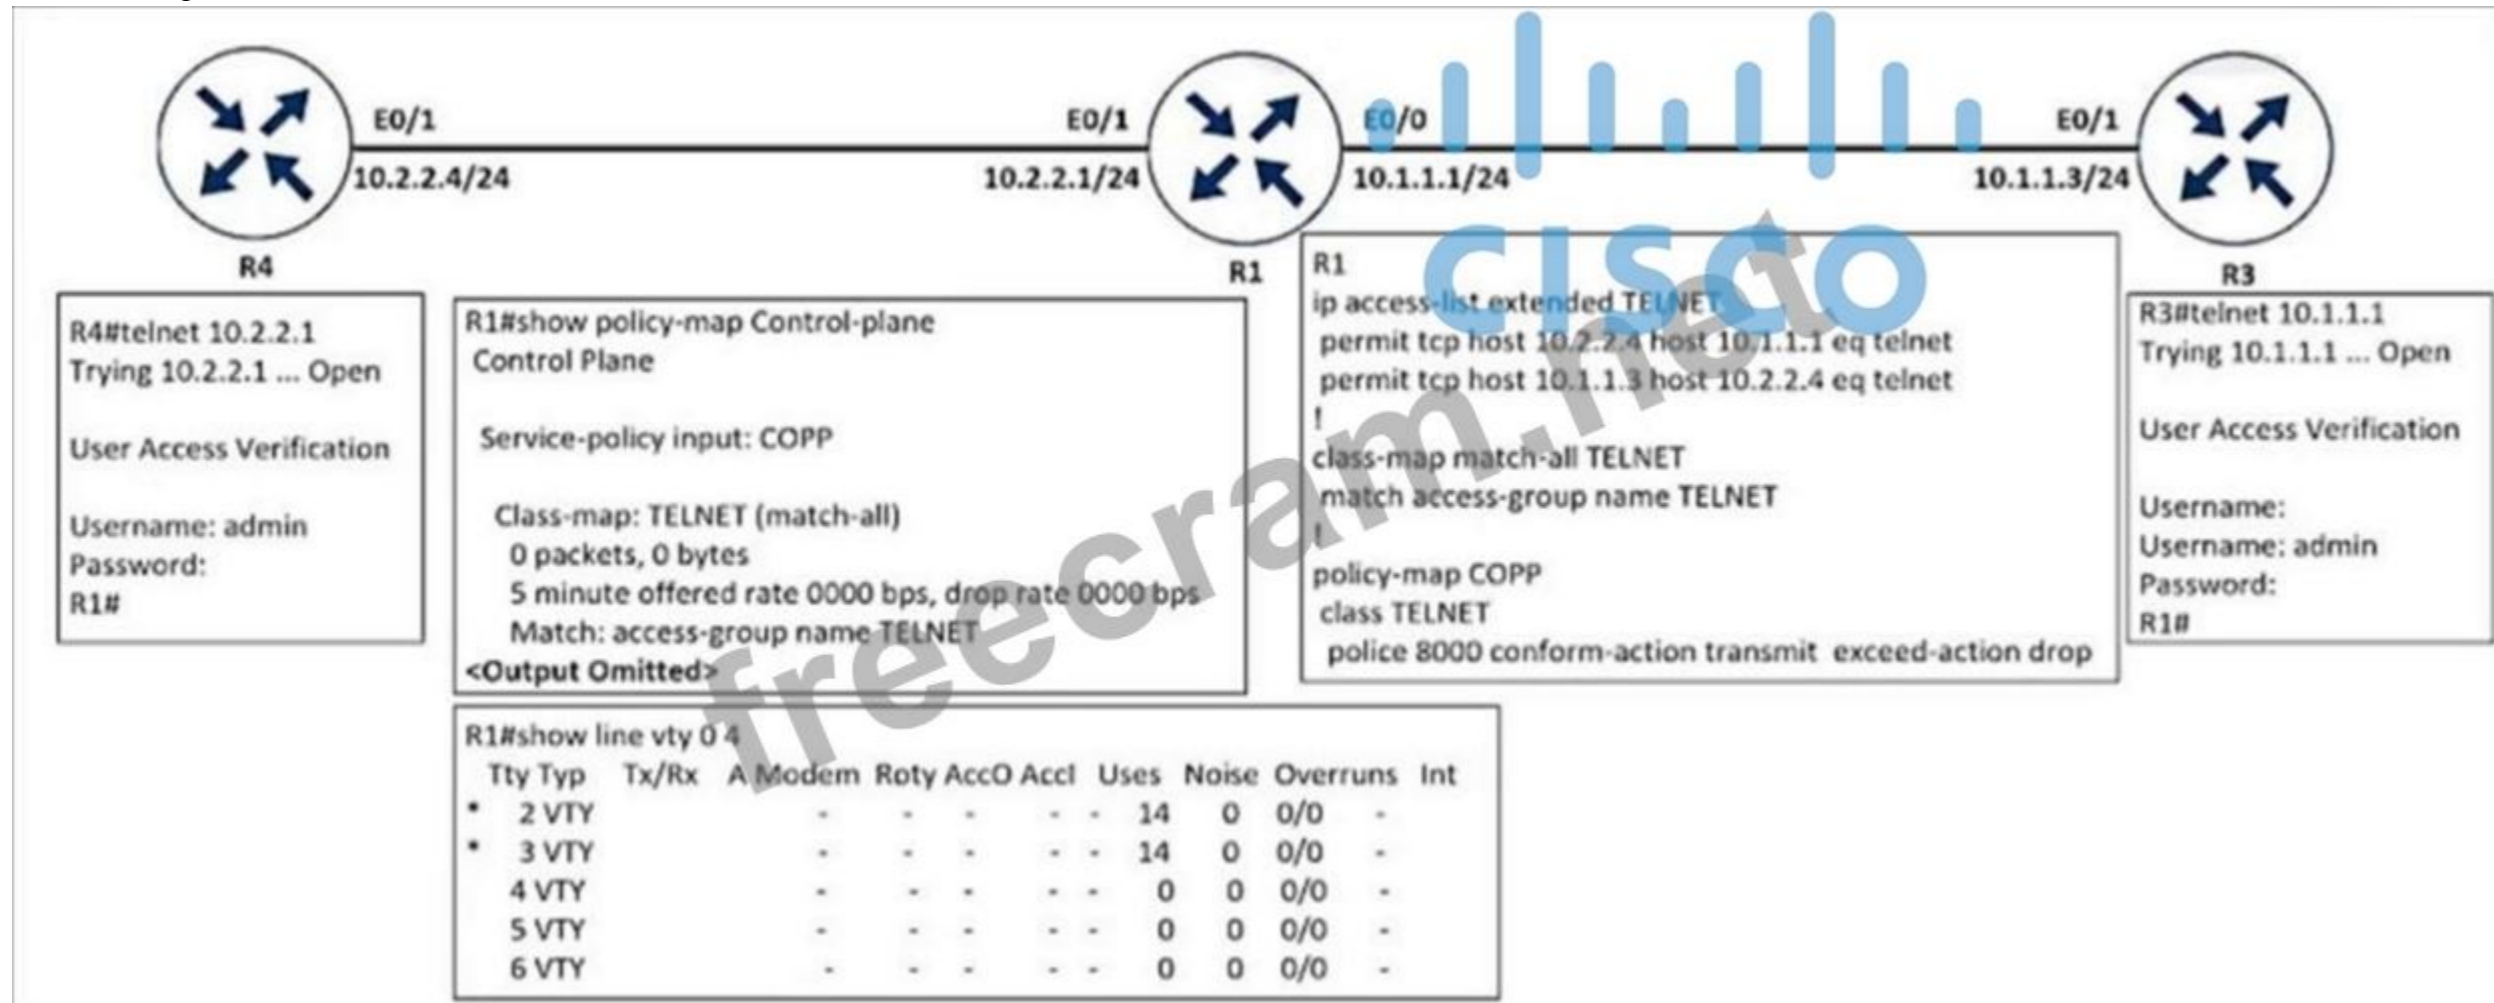 E0/1
10.2.2.4/24
R4
E0/1
10.2.2.1/24
R1
E0/0
10.1.1.1/24
E0/1
10.1.1.3/24
R3
cisco
freecram.net
R4#telnet 10.2.2.1
Trying 10.2.2.1 ... Open
User Access Verification
Username: admin
Password:
R1#
R1#show policy-map Control-plane
Control Plane
Service-policy input: COPP
Class-map: TELNET (match-all)
0 packets, 0 bytes
5 minute offered rate 0000 bps, drop rate 0000 bps
Match: access-group name TELNET
<Output Omitted>
R1
ip access-list extended TELNET
permit tcp host 10.2.2.4 host 10.1.1.1 eq telnet
permit tcp host 10.1.1.3 host 10.2.2.4 eq telnet
!
class-map match-all TELNET
match access-group name TELNET
!
policy-map COPP
class TELNET
police 8000 conform-action transmit exceed-action drop
R3#telnet 10.1.1.1
Trying 10.1.1.1 ... Open
User Access Verification
Username:
Username: admin
Password:
R1#
R1#show line vty 0 4
Tty Typ Tx/Rx A Modem Roty AccO AccI Uses Noise Overruns Int
* 2 VTY - - - - - 14 0 0/0 -
* 3 VTY - - - - - 14 0 0/0 -
4 VTY - - - - - 0 0 0/0 -
5 VTY - - - - - 0 0 0/0 -
6 VTY - - - - - 0 0 0/0 -